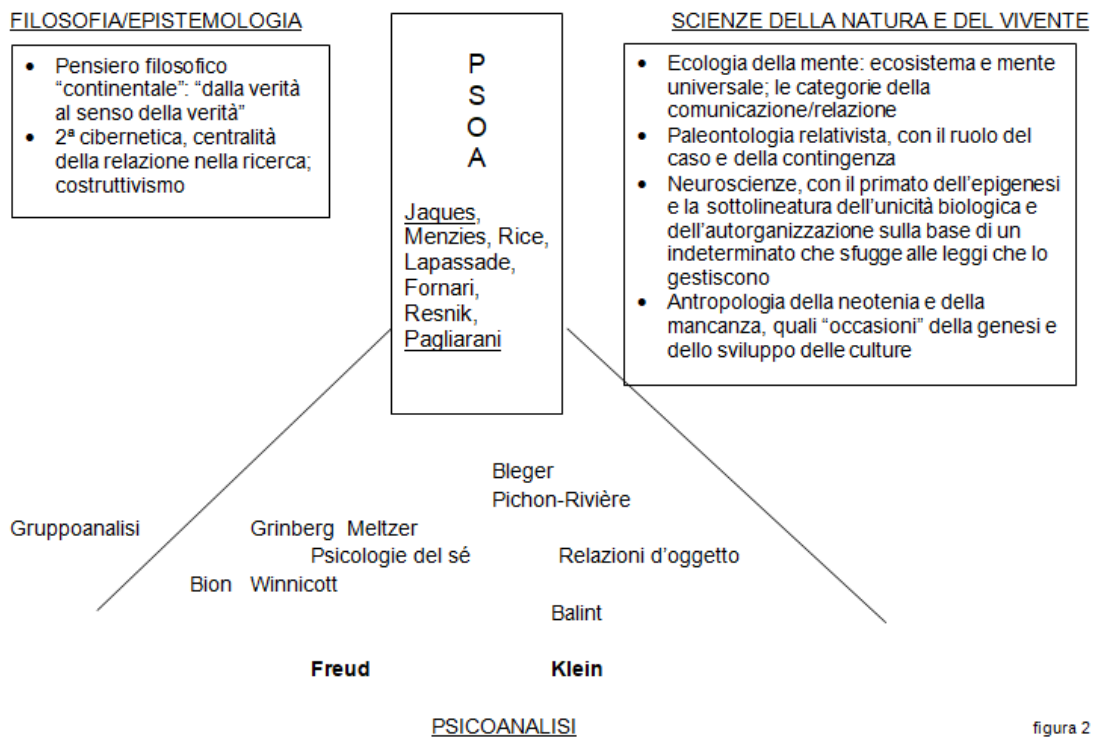 FILOSOFIA/EPISTEMOLOGIA
• Pensiero filosofico
“continentale”: “dalla verità
al senso della verità”
• 2ª cibernetica, centralità
della relazione nella ricerca;
costruttivismo
P
S
O
A
Jaques,
Menzies, Rice,
Lapassade,
Fornari,
Resnik,
Pagliarani
SCIENZE DELLA NATURA E DEL VIVENTE
• Ecologia della mente: ecosistema e mente
universale; le categorie della
comunicazione/relazione
• Paleontologia relativista, con il ruolo del
caso e della contingenza
• Neuroscienze, con il primato dell’epigenesi
e la sottolineatura dell’unicità biologica e
dell’autorganizzazione sulla base di un
indeterminato che sfugge alle leggi che lo
gestiscono
• Antropologia della neotenia e della
mancanza, quali “occasioni” della genesi e
dello sviluppo delle culture
Bleger
Pichon-Rivière
Gruppoanalisi Grinberg Meltzer
Psicologie del sé Relazioni d’oggetto
Bion Winnicott
Balint
Freud Klein
PSICOANALISI
figura 2